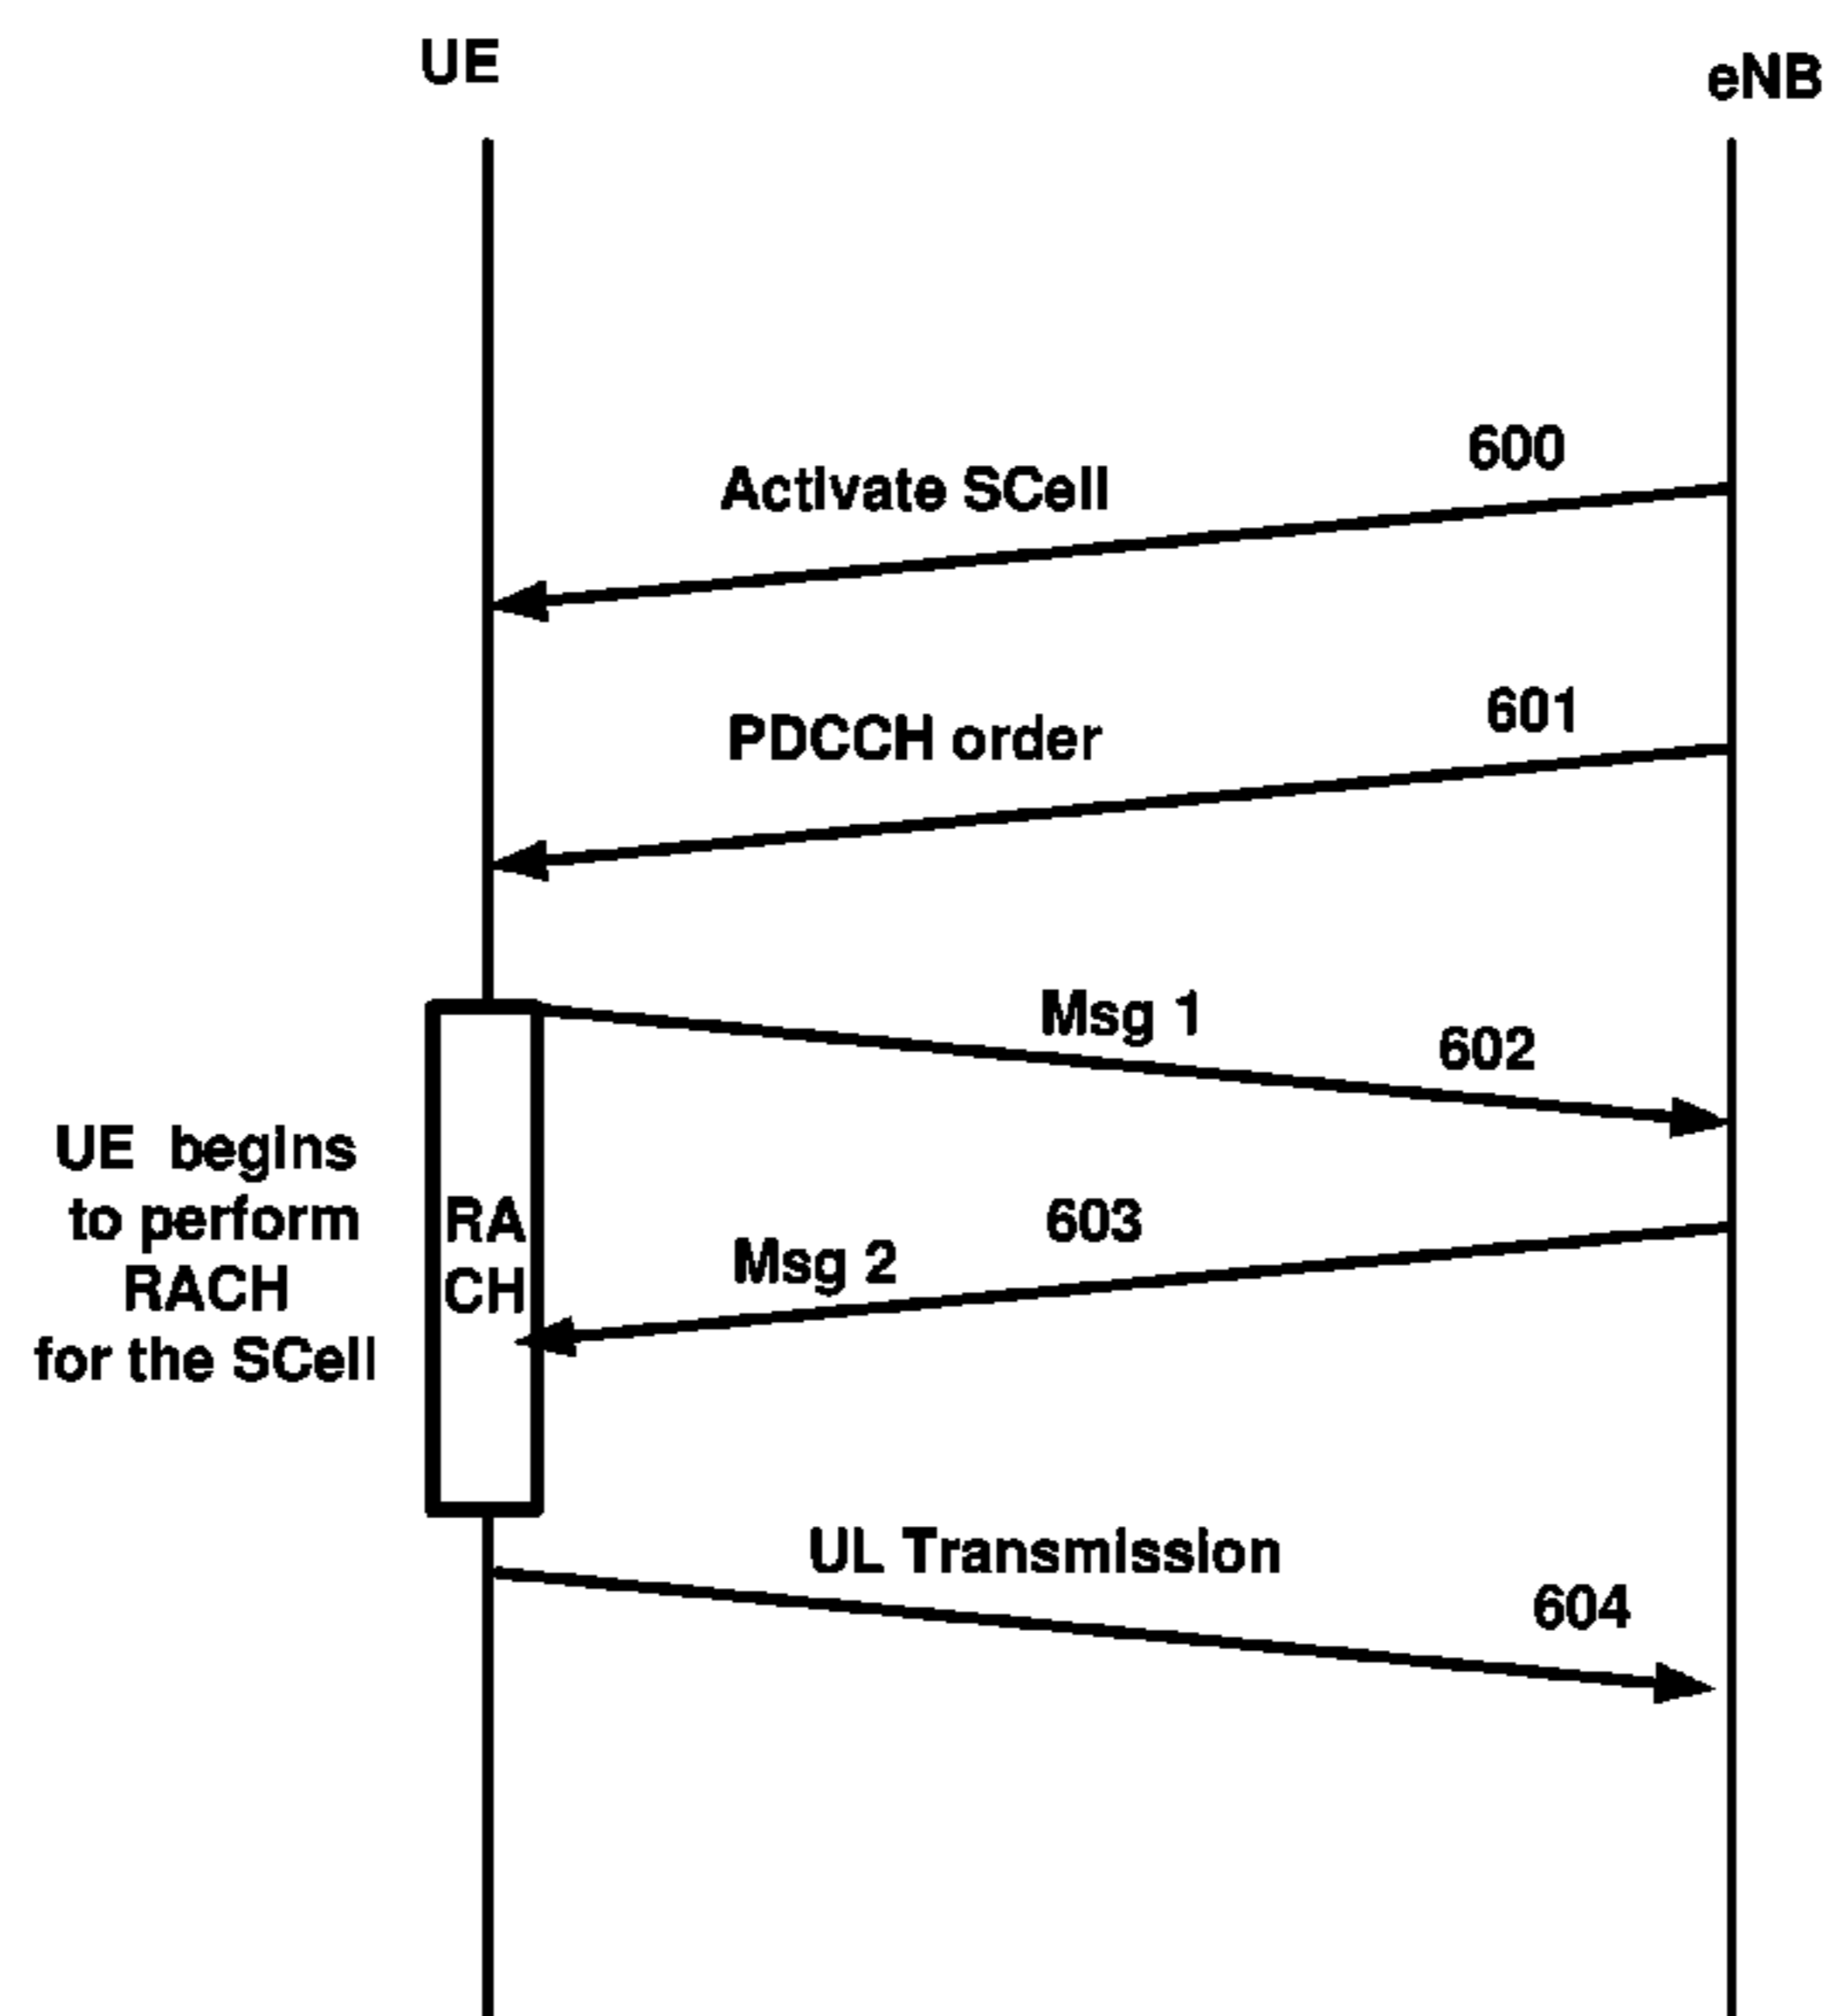 UE
eNB
600
Activate SCell
601
PDCCH order
Msg 1
602
UE begins
to perform
RACH
for the SCell
RA
CH
603
Msg 2
UL Transmission
604